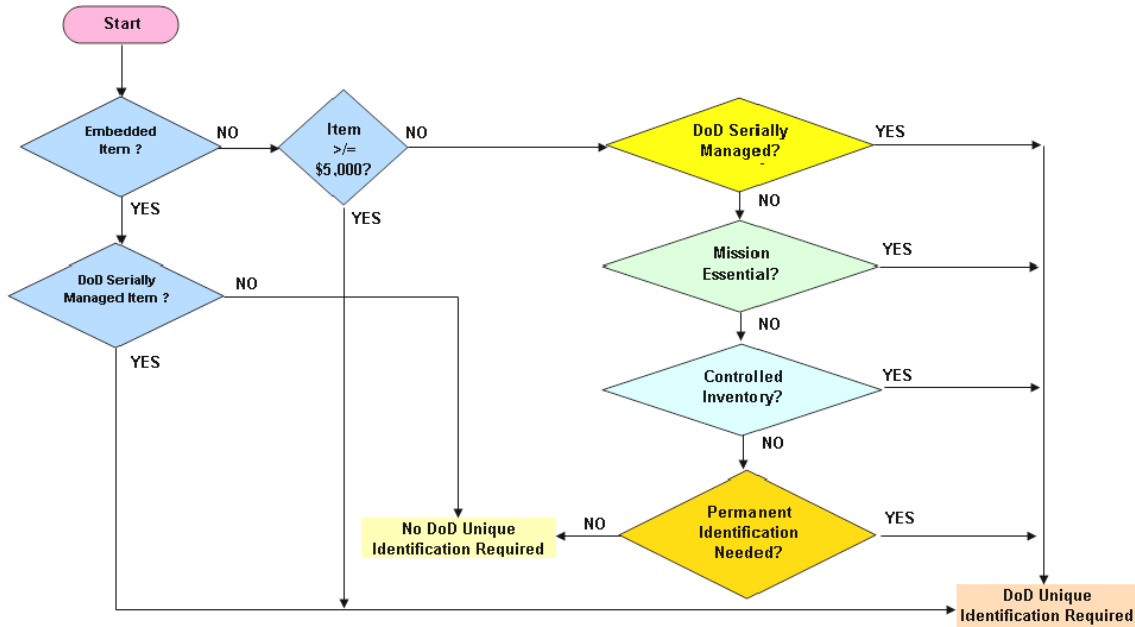 Start
Embedded
Item ?
NO
Item
>/=
$5,000?
NO
DoD Serially
Managed?
YES
YES
YES
NO
DoD Serially
Managed Item ?
NO
Mission
Essential?
YES
NO
YES
Controlled
Inventory?
YES
NO
Permanent
Identification
Needed?
YES
NO
No DoD Unique
Identification Required
DoD Unique
Identification Required